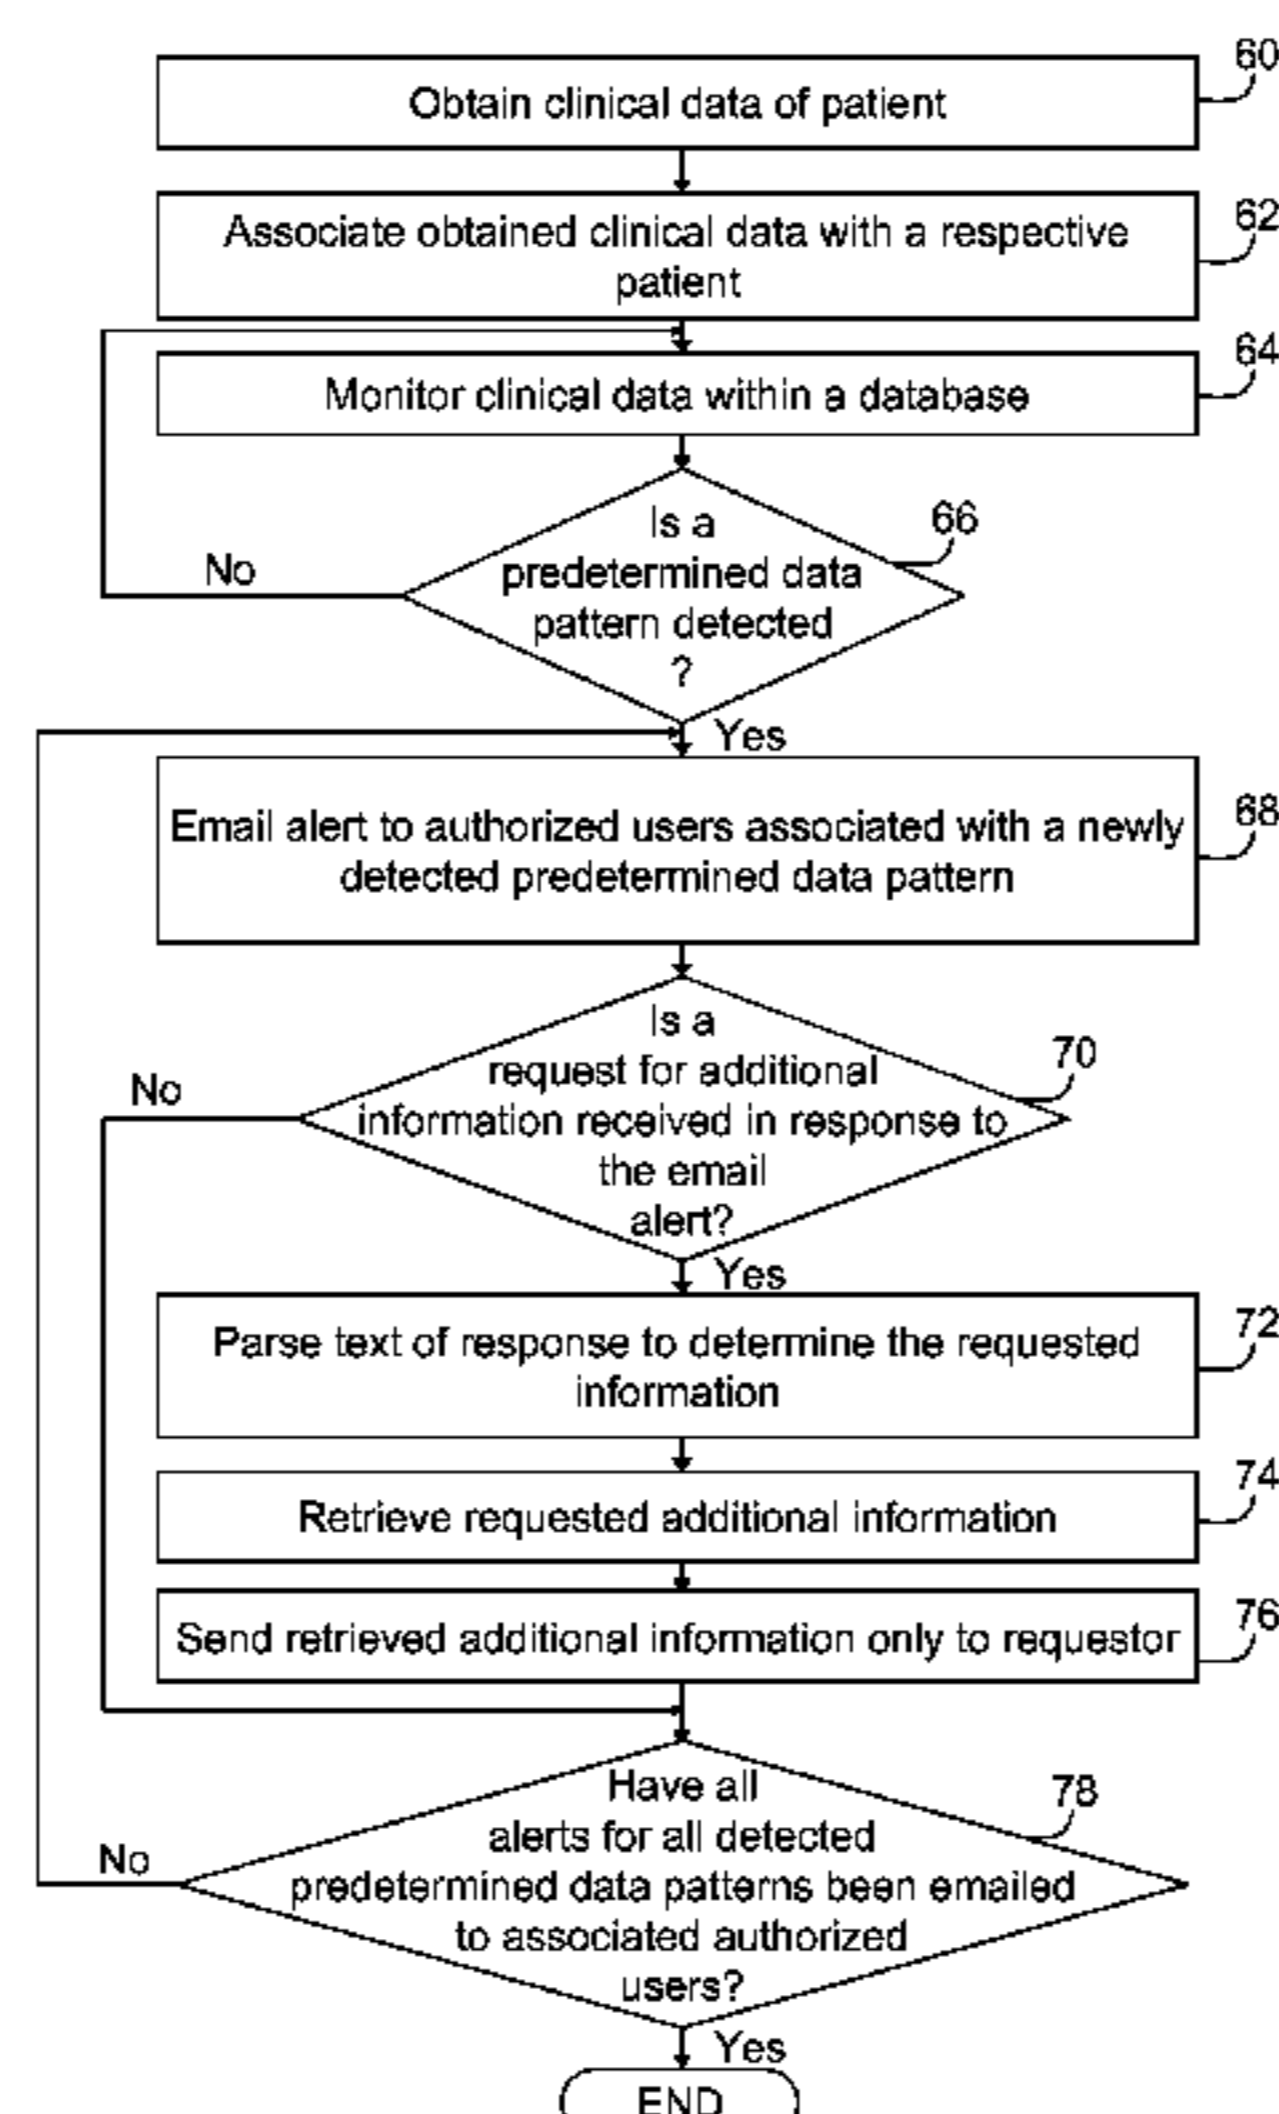 60
Obtain clinical data of patient
62
Associate obtained clinical data with a respective
patient
64
Monitor clinical data within a database
66
Is a
predetermined data
pattern detected
?
No
Yes
68
Email alert to authorized users associated with a newly
detected predetermined data pattern
70
Is a
request for additional
information received in response to
the email
alert?
No
Yes
72
Parse text of response to determine the requested
information
74
Retrieve requested additional information
76
Send retrieved additional information only to requestor
78
Have all
alerts for all detected
predetermined data patterns been emailed
to associated authorized
users?
No
Yes
END